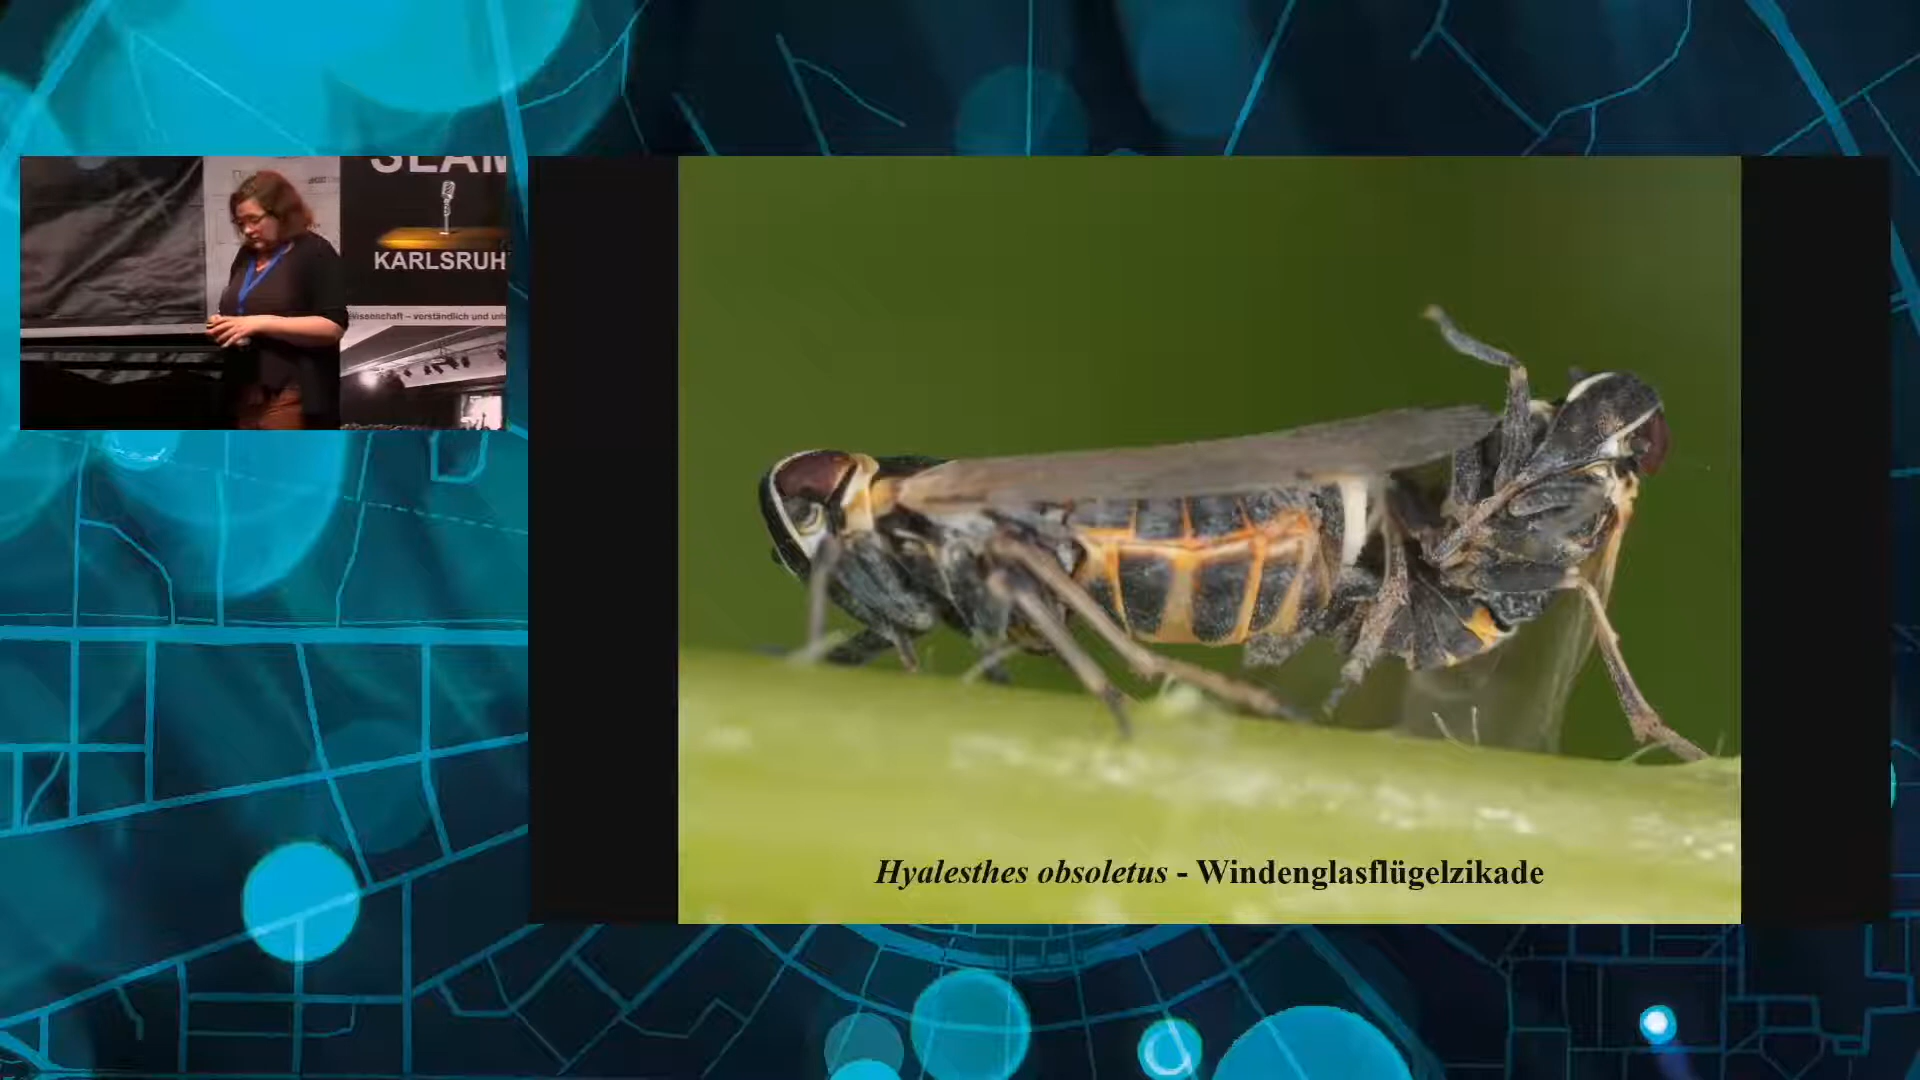 SLAM
KARLSRUH
Wissenschaft – verständlich und unt
Hyalesthes obsoletus - Windenglasflügelzikade